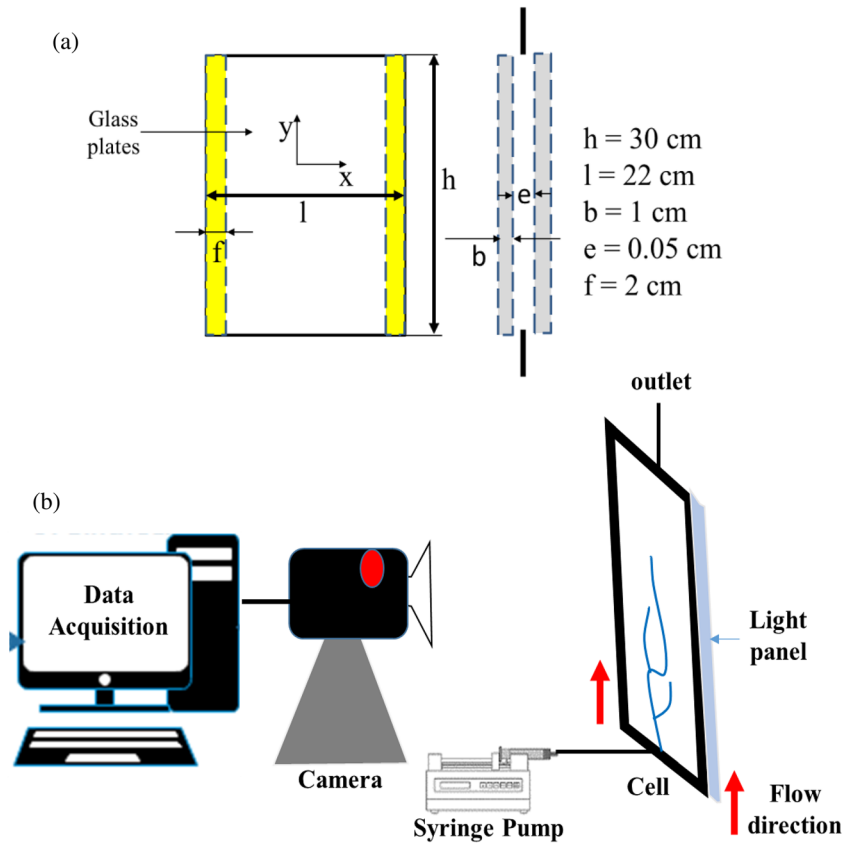 (a)
Glass
plates
y
x
l
f
h
e
b
h = 30 cm
l = 22 cm
b = 1 cm
e = 0.05 cm
f = 2 cm
(b)
outlet
Data
Acquisition
Light
panel
Camera
Cell
Syringe Pump
Flow
direction